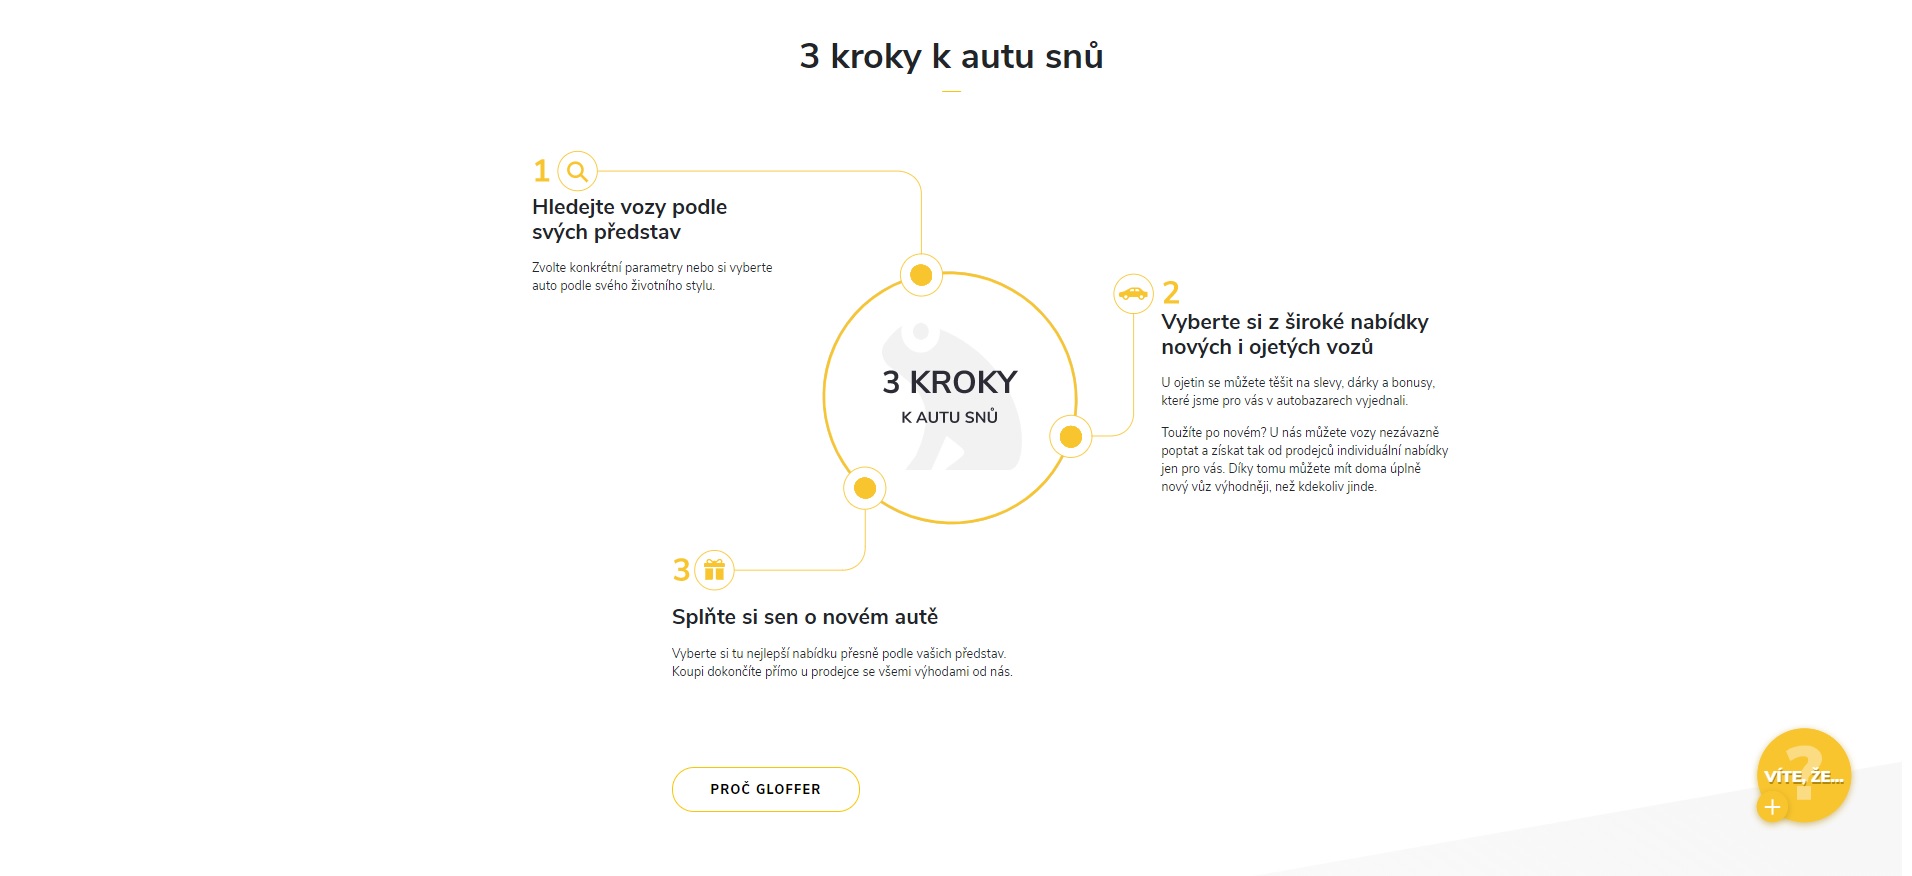 3 kroky k autu snů
1
Hledejte vozy podle
svých představ
Zvolte konkrétní parametry nebo si vyberte
auto podle svého životního stylu.
2
Vyberte si z široké nabídky
nových i ojetých vozů
U ojetin se můžete těšit na slevy, dárky a bonusy,
které jsme pro vás v autobazarech vyjednali.
Toužíte po novém? U nás můžete vozy nezávazně
poptat a získat tak od prodejců individuální nabídky
jen pro vás. Díky tomu můžete mít doma úplně
nový vůz výhodněji, než kdekoliv jinde.
3 KROKY
K AUTU SNŮ
3
Splňte si sen o novém autě
Vyberte si tu nejlepší nabídku přesně podle vašich představ.
Koupi dokončíte přímo u prodejce se všemi výhodami od nás.
PROČ GLOFFER
?
VÍTE, ŽE...
+